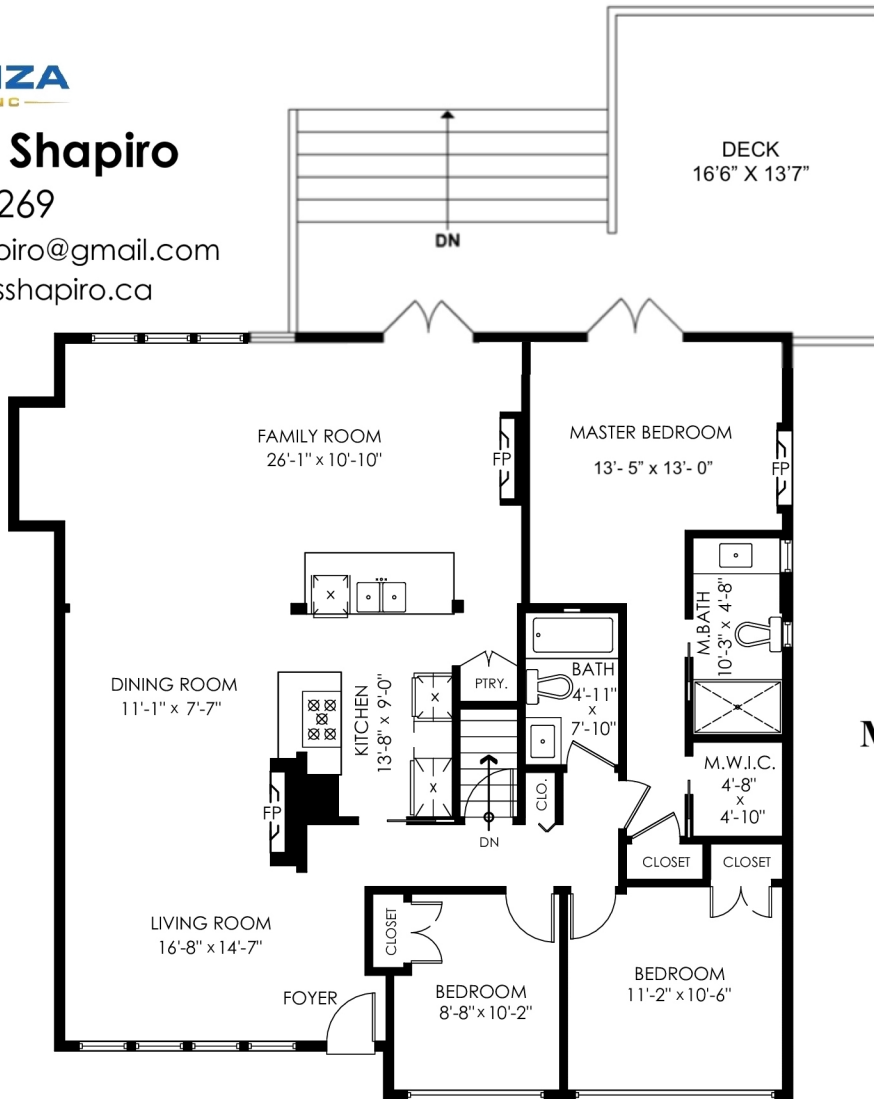 Shapiro
269
piro@gmail.com
sshapiro.ca
DECK
16'6” X 13'7”
DN
FAMILY ROOM
26'-1" x 10'-10"
FP
MASTER BEDROOM
13'- 5” x 13'- 0”
FP
M.BATH
10'-3" x 4'-8"
DINING ROOM
11'-1" x 7'-7"
KITCHEN
13'-8" x 9'-0"
PTRY.
BATH
4'-11"
x
7'-10"
FP
DN
CLO.
M.W.I.C.
4'-8"
x
4'-10"
CLOSET
CLOSET
CLOSET
LIVING ROOM
16'-8" x 14'-7"
FOYER
BEDROOM
8'-8" x 10'-2"
BEDROOM
11'-2" x 10'-6"